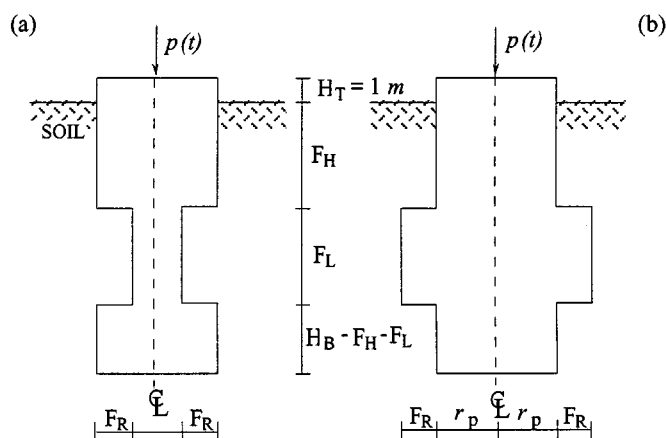 (a)
(b)
p(t)
p(t)
H_T = 1 m
SOIL
F_H
F_L
H_B - F_H - F_L
℄
℄
F_R
F_R
F_R
r_p
r_p
F_R